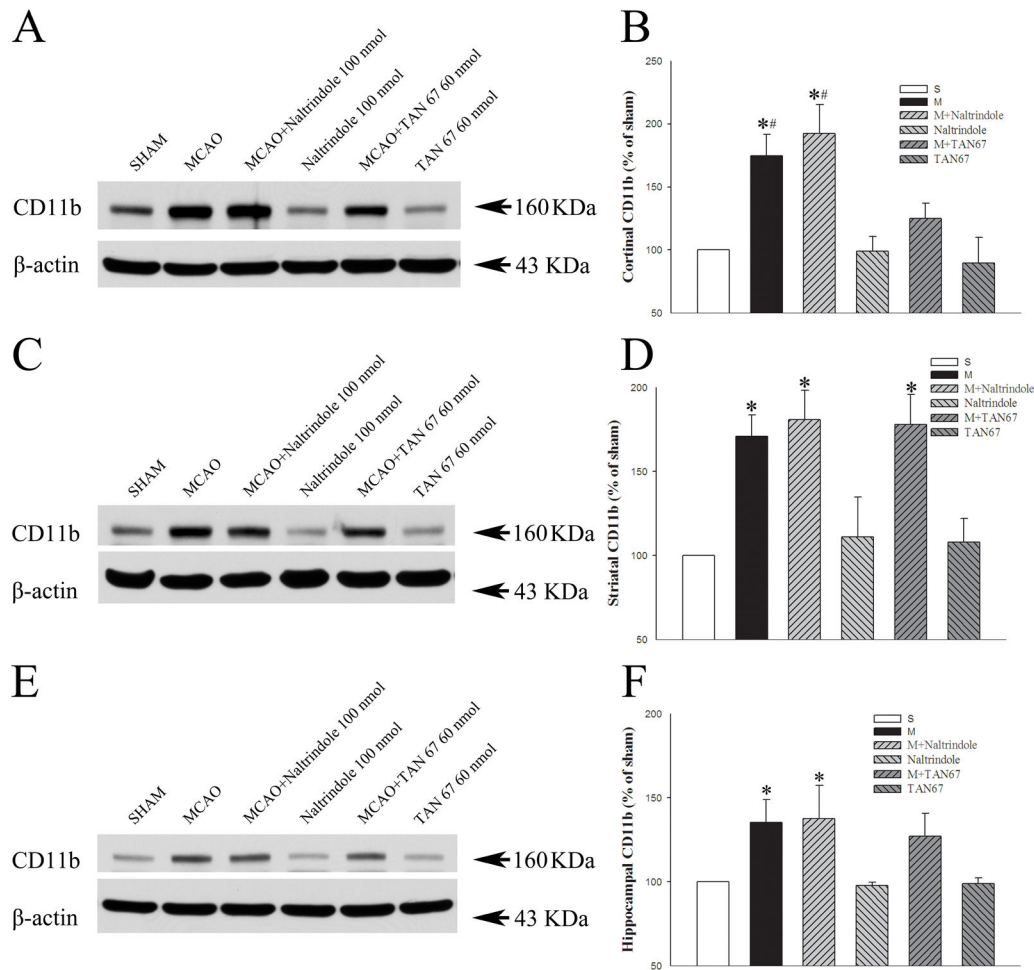 A
SHAM
MCAO
MCAO+Naltrindole 100 nmol
Naltrindole 100 nmol
MCAO+TAN 67 60 nmol
TAN 67 60 nmol
CD11b
160 KDa
β-actin
43 KDa
B
Cortinal CD11b (% of sham)
250
200
150
100
50
*#
*#
S
M
M+Naltrindole
Naltrindole
M+TAN67
TAN67
C
SHAM
MCAO
MCAO+Naltrindole 100 nmol
Naltrindole 100 nmol
MCAO+TAN 67 60 nmol
TAN 67 60 nmol
CD11b
160 KDa
β-actin
43 KDa
D
Striatal CD11b (% of sham)
200
150
100
50
*
*
*
S
M
M+Naltrindole
Naltrindole
M+TAN67
TAN67
E
SHAM
MCAO
MCAO+Naltrindole 100 nmol
Naltrindole 100 nmol
MCAO+TAN 67 60 nmol
TAN 67 60 nmol
CD11b
160 KDa
β-actin
43 KDa
F
Hippocampal CD11b (% of sham)
200
150
100
50
*
*
S
M
M+Naltrindole
Naltrindole
M+TAN67
TAN67